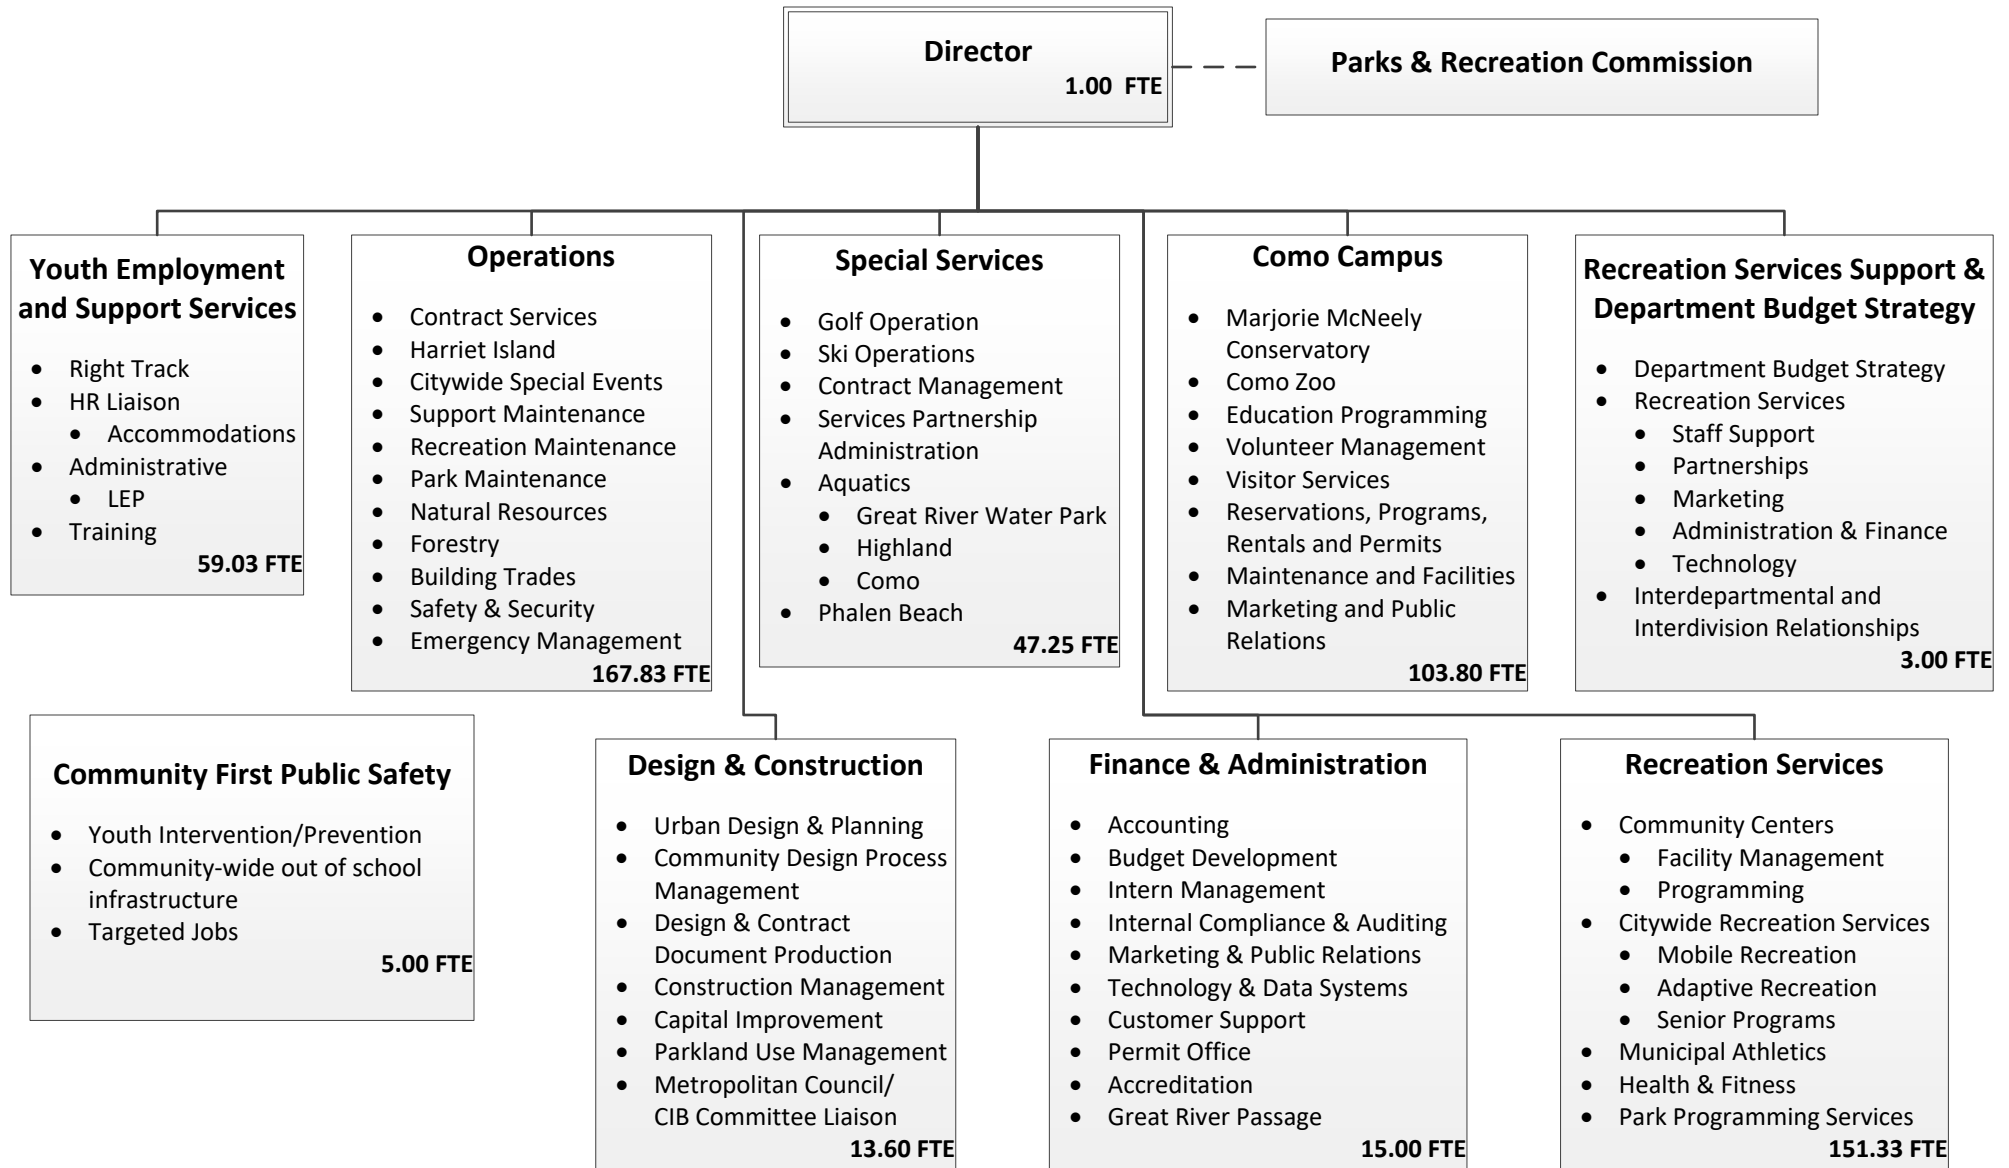 Director
1.00 FTE
Parks & Recreation Commission
Youth Employment
and Support Services
• Right Track
• HR Liaison
• Accommodations
• Administrative
• LEP
• Training
59.03 FTE
Operations
• Contract Services
• Harriet Island
• Citywide Special Events
• Support Maintenance
• Recreation Maintenance
• Park Maintenance
• Natural Resources
• Forestry
• Building Trades
• Safety & Security
• Emergency Management
167.83 FTE
Special Services
• Golf Operation
• Ski Operations
• Contract Management
• Services Partnership
Administration
• Aquatics
• Great River Water Park
• Highland
• Como
• Phalen Beach
47.25 FTE
Como Campus
• Marjorie McNeely
Conservatory
• Como Zoo
• Education Programming
• Volunteer Management
• Visitor Services
• Reservations, Programs,
Rentals and Permits
• Maintenance and Facilities
• Marketing and Public
Relations
103.80 FTE
Recreation Services Support &
Department Budget Strategy
• Department Budget Strategy
• Recreation Services
• Staff Support
• Partnerships
• Marketing
• Administration & Finance
• Technology
• Interdepartmental and
Interdivision Relationships
3.00 FTE
Community First Public Safety
• Youth Intervention/Prevention
• Community-wide out of school
infrastructure
• Targeted Jobs
5.00 FTE
Design & Construction
• Urban Design & Planning
• Community Design Process
Management
• Design & Contract
Document Production
• Construction Management
• Capital Improvement
• Parkland Use Management
• Metropolitan Council/
CIB Committee Liaison
13.60 FTE
Finance & Administration
• Accounting
• Budget Development
• Intern Management
• Internal Compliance & Auditing
• Marketing & Public Relations
• Technology & Data Systems
• Customer Support
• Permit Office
• Accreditation
• Great River Passage
15.00 FTE
Recreation Services
• Community Centers
• Facility Management
• Programming
• Citywide Recreation Services
• Mobile Recreation
• Adaptive Recreation
• Senior Programs
• Municipal Athletics
• Health & Fitness
• Park Programming Services
151.33 FTE